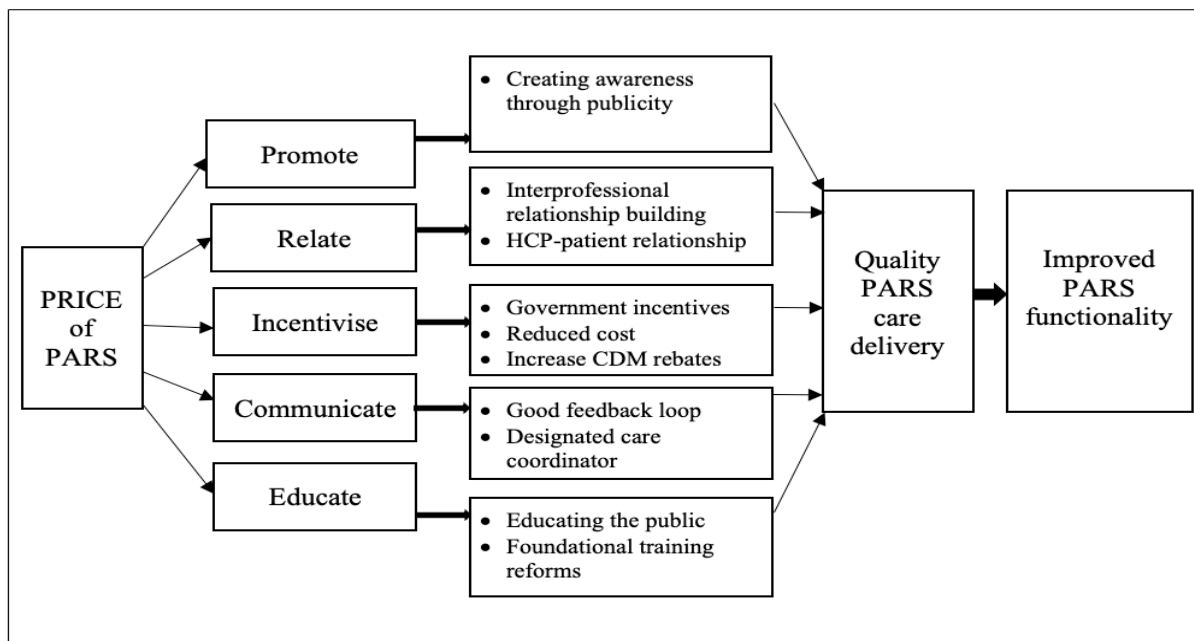 PRICE
of
PARS
Promote
Relate
Incentivise
Communicate
Educate
• Creating awareness
through publicity
• Interprofessional
relationship building
• HCP-patient relationship
• Government incentives
• Reduced cost
• Increase CDM rebates
• Good feedback loop
• Designated care
coordinator
• Educating the public
• Foundational training
reforms
Quality
PARS
care
delivery
Improved
PARS
functionality